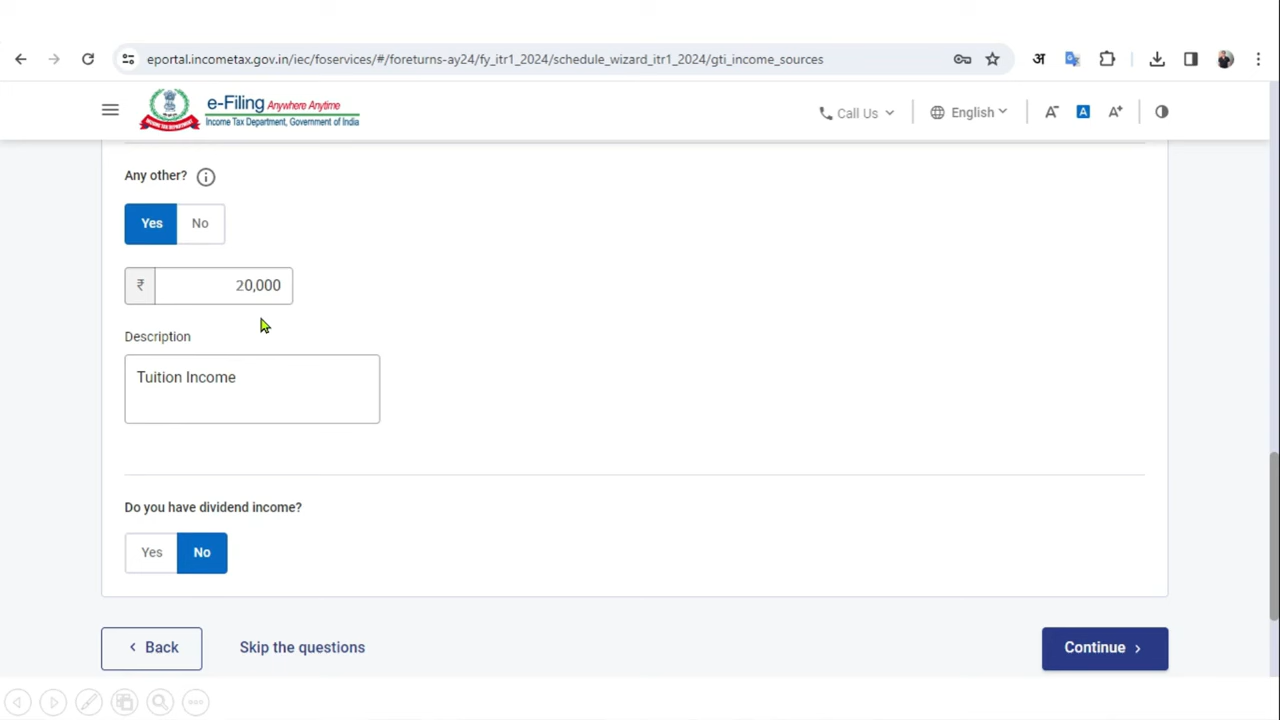 eportal.incometax.gov.in/iec/foservices/#/foreturns-ay24/fy_itr1_2024/schedule_wizard_itr1_2024/gti_income_sources
अ
e-Filing Anywhere Anytime
Income Tax Department, Government of India
Call Us
English
A-
A
A+
Any other?
Yes
No
₹ 20,000
Description
Tuition Income
Do you have dividend income?
Yes
No
Back
Skip the questions
Continue